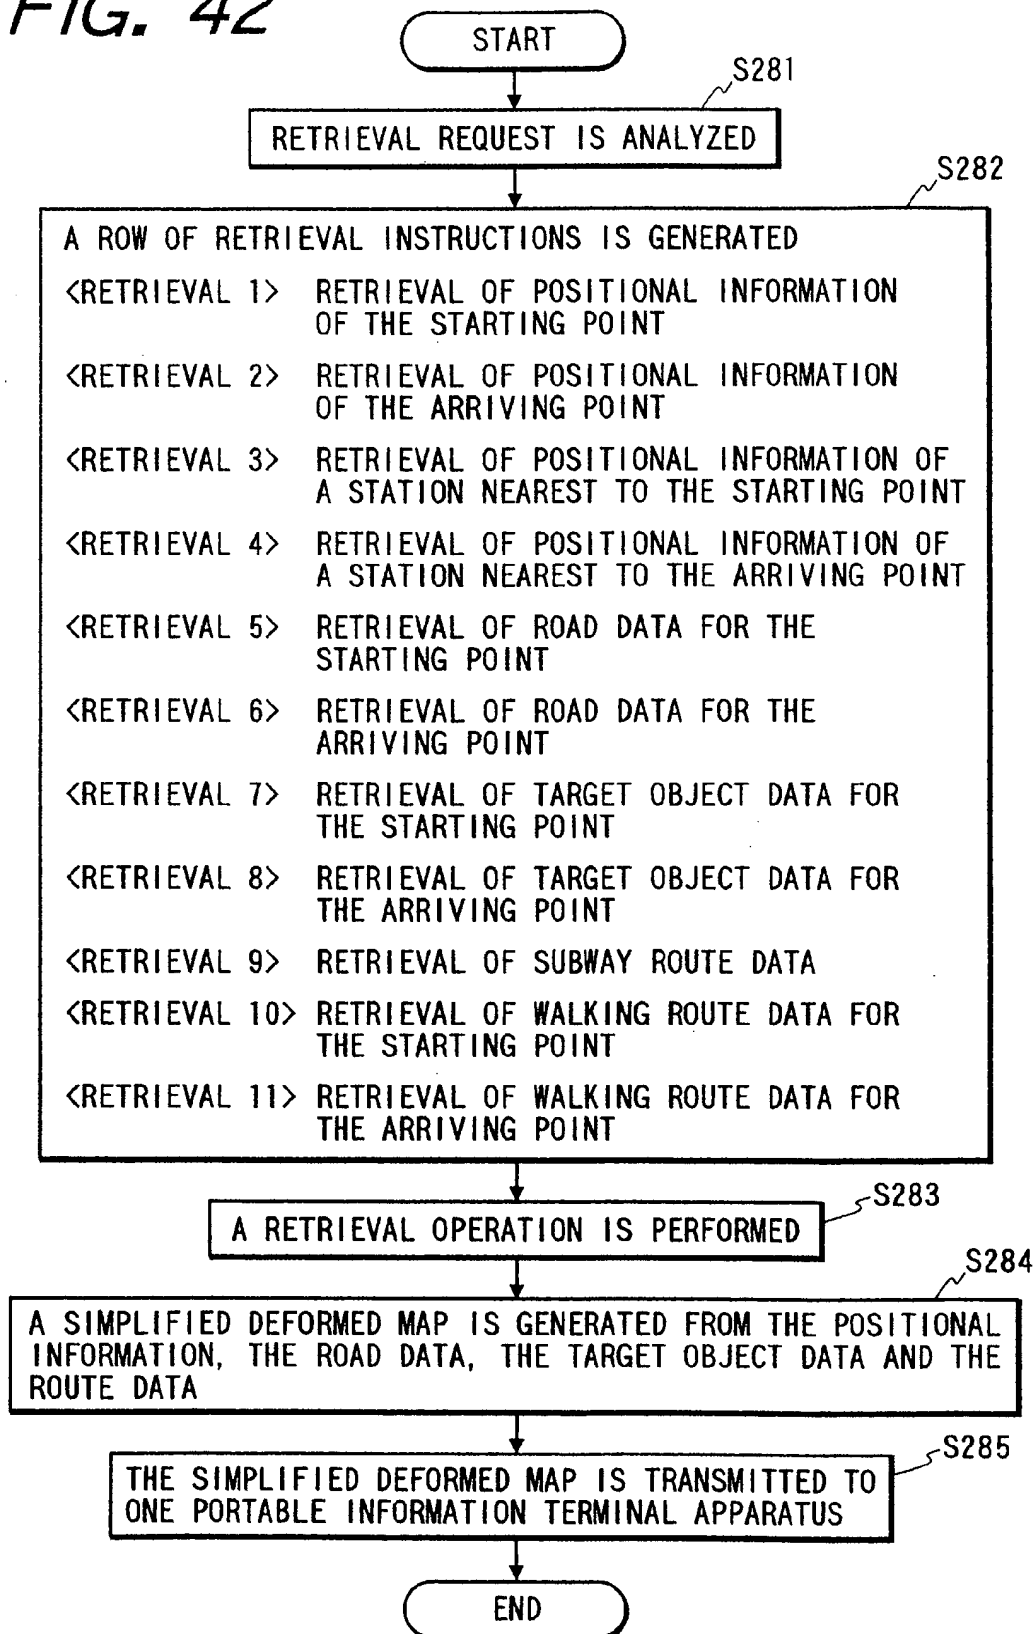 FIG. 42
START
S281
RETRIEVAL REQUEST IS ANALYZED
S282
A ROW OF RETRIEVAL INSTRUCTIONS IS GENERATED
<RETRIEVAL 1> RETRIEVAL OF POSITIONAL INFORMATION
OF THE STARTING POINT
<RETRIEVAL 2> RETRIEVAL OF POSITIONAL INFORMATION
OF THE ARRIVING POINT
<RETRIEVAL 3> RETRIEVAL OF POSITIONAL INFORMATION OF
A STATION NEAREST TO THE STARTING POINT
<RETRIEVAL 4> RETRIEVAL OF POSITIONAL INFORMATION OF
A STATION NEAREST TO THE ARRIVING POINT
<RETRIEVAL 5> RETRIEVAL OF ROAD DATA FOR THE
STARTING POINT
<RETRIEVAL 6> RETRIEVAL OF ROAD DATA FOR THE
ARRIVING POINT
<RETRIEVAL 7> RETRIEVAL OF TARGET OBJECT DATA FOR
THE STARTING POINT
<RETRIEVAL 8> RETRIEVAL OF TARGET OBJECT DATA FOR
THE ARRIVING POINT
<RETRIEVAL 9> RETRIEVAL OF SUBWAY ROUTE DATA
<RETRIEVAL 10> RETRIEVAL OF WALKING ROUTE DATA FOR
THE STARTING POINT
<RETRIEVAL 11> RETRIEVAL OF WALKING ROUTE DATA FOR
THE ARRIVING POINT
S283
A RETRIEVAL OPERATION IS PERFORMED
S284
A SIMPLIFIED DEFORMED MAP IS GENERATED FROM THE POSITIONAL
INFORMATION, THE ROAD DATA, THE TARGET OBJECT DATA AND THE
ROUTE DATA
S285
THE SIMPLIFIED DEFORMED MAP IS TRANSMITTED TO
ONE PORTABLE INFORMATION TERMINAL APPARATUS
END